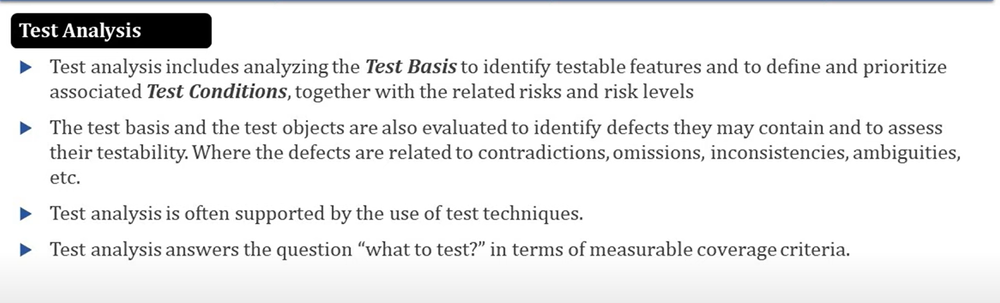 Test Analysis
Test analysis includes analyzing the Test Basis to identify testable features and to define and prioritize
associated Test Conditions, together with the related risks and risk levels
The test basis and the test objects are also evaluated to identify defects they may contain and to assess
their testability. Where the defects are related to contradictions, omissions, inconsistencies, ambiguities,
etc.
Test analysis is often supported by the use of test techniques.
Test analysis answers the question “what to test?” in terms of measurable coverage criteria.